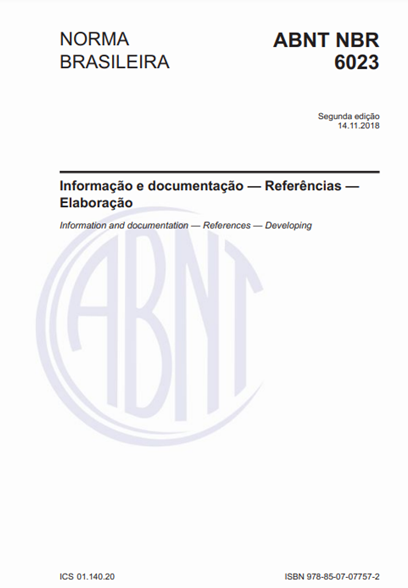 NORMA
BRASILEIRA
ABNT NBR
6023
Segunda edição
14.11.2018
Informação e documentação — Referências —
Elaboração
Information and documentation — References — Developing
ABNT
ICS 01.140.20
ISBN 978-85-07-07757-2